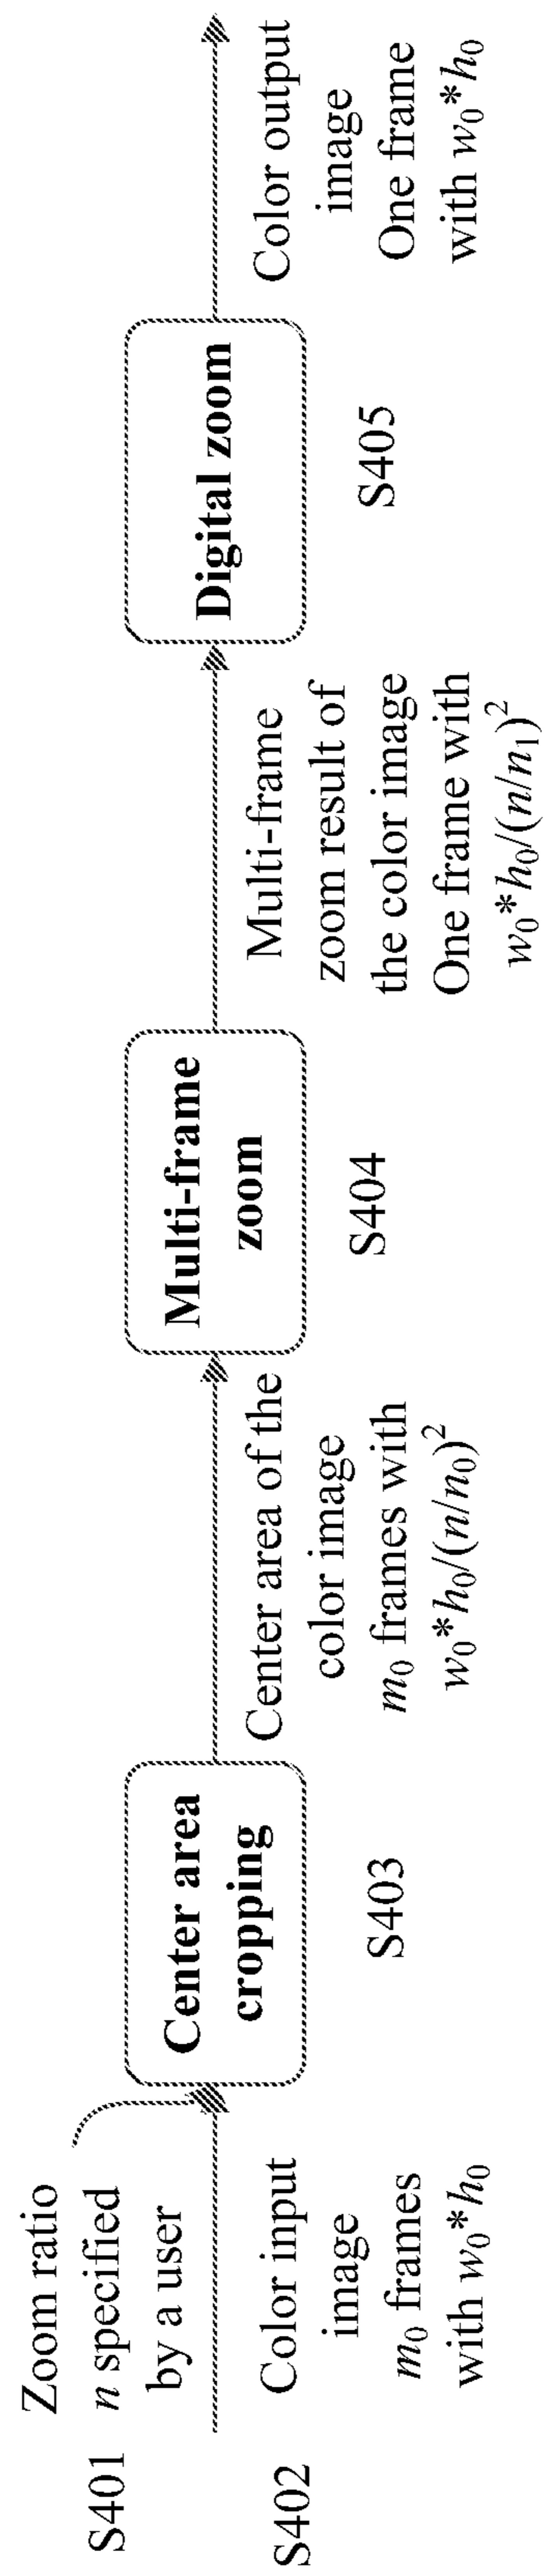 S401
Zoom ratio
n specified
by a user
S402
Color input
image
m₀ frames
with w₀*h₀
Center area
cropping
S403
Center area of the
color image
m₀ frames with
w₀*h₀/(n/n₀)²
Multi-frame
zoom
S404
Multi-frame
zoom result of
the color image
One frame with
w₀*h₀/(n/n₁)²
Digital zoom
S405
Color output
image
One frame
with w₀*h₀